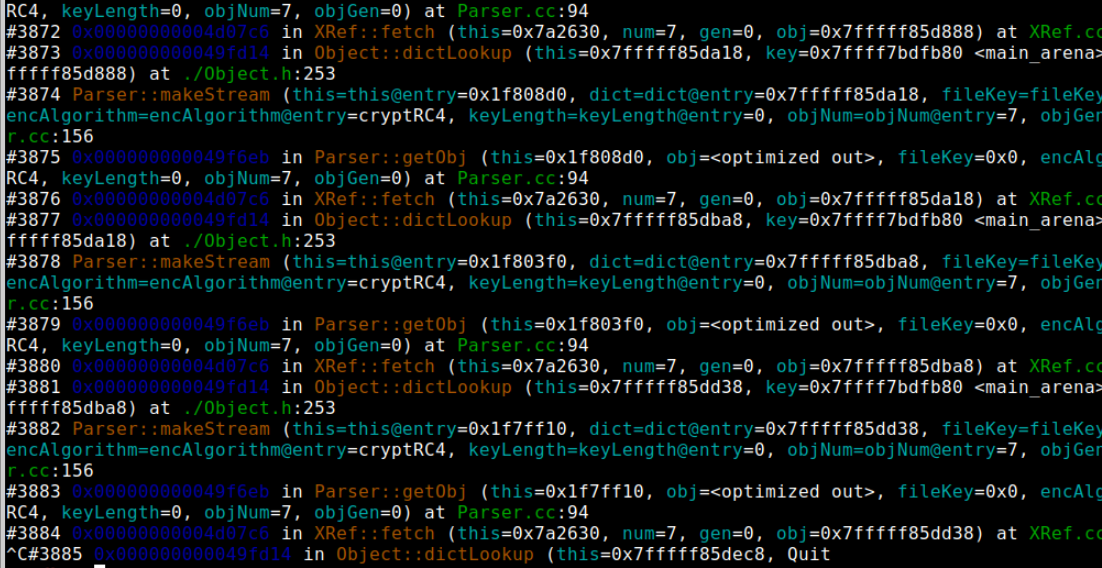 RC4, keyLength=0, objNum=7, objGen=0) at Parser.cc:94
#3872 0x00000000004d07c6 in XRef::fetch (this=0x7a2630, num=7, gen=0, obj=0x7fffff85d888) at XRef.cc
#3873 0x000000000049fd14 in Object::dictLookup (this=0x7fffff85da18, key=0x7ffff7bdfb80 <main_arena>
fffff85d888) at ./Object.h:253
#3874 Parser::makeStream (this=this@entry=0x1f808d0, dict=dict@entry=0x7fffff85da18, fileKey=fileKey
encAlgorithm=encAlgorithm@entry=cryptRC4, keyLength=keyLength@entry=0, objNum=objNum@entry=7, objGen
r.cc:156
#3875 0x000000000049f6eb in Parser::getObj (this=0x1f808d0, obj=<optimized out>, fileKey=0x0, encAlg
RC4, keyLength=0, objNum=7, objGen=0) at Parser.cc:94
#3876 0x00000000004d07c6 in XRef::fetch (this=0x7a2630, num=7, gen=0, obj=0x7fffff85da18) at XRef.cc
#3877 0x000000000049fd14 in Object::dictLookup (this=0x7fffff85dba8, key=0x7ffff7bdfb80 <main_arena>
fffff85da18) at ./Object.h:253
#3878 Parser::makeStream (this=this@entry=0x1f803f0, dict=dict@entry=0x7fffff85dba8, fileKey=fileKey
encAlgorithm=encAlgorithm@entry=cryptRC4, keyLength=keyLength@entry=0, objNum=objNum@entry=7, objGen
r.cc:156
#3879 0x000000000049f6eb in Parser::getObj (this=0x1f803f0, obj=<optimized out>, fileKey=0x0, encAlg
RC4, keyLength=0, objNum=7, objGen=0) at Parser.cc:94
#3880 0x00000000004d07c6 in XRef::fetch (this=0x7a2630, num=7, gen=0, obj=0x7fffff85dba8) at XRef.cc
#3881 0x000000000049fd14 in Object::dictLookup (this=0x7fffff85dd38, key=0x7ffff7bdfb80 <main_arena>
fffff85dba8) at ./Object.h:253
#3882 Parser::makeStream (this=this@entry=0x1f7ff10, dict=dict@entry=0x7fffff85dd38, fileKey=fileKey
encAlgorithm=encAlgorithm@entry=cryptRC4, keyLength=keyLength@entry=0, objNum=objNum@entry=7, objGen
r.cc:156
#3883 0x000000000049f6eb in Parser::getObj (this=0x1f7ff10, obj=<optimized out>, fileKey=0x0, encAlg
RC4, keyLength=0, objNum=7, objGen=0) at Parser.cc:94
#3884 0x00000000004d07c6 in XRef::fetch (this=0x7a2630, num=7, gen=0, obj=0x7fffff85dd38) at XRef.cc
^C#3885 0x000000000049fd14 in Object::dictLookup (this=0x7fffff85dec8, Quit